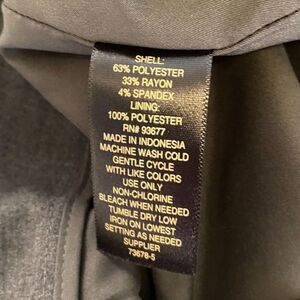 SHELL:
63% POLYESTER
33% RAYON
4% SPANDEX
LINING:
100% POLYESTER
RN# 93677
MADE IN INDONESIA
MACHINE WASH COLD
GENTLE CYCLE
WITH LIKE COLORS
USE ONLY
NON-CHLORINE
BLEACH WHEN NEEDED
TUMBLE DRY LOW
IRON ON LOWEST
SETTING AS NEEDED
SUPPLIER
73678-5